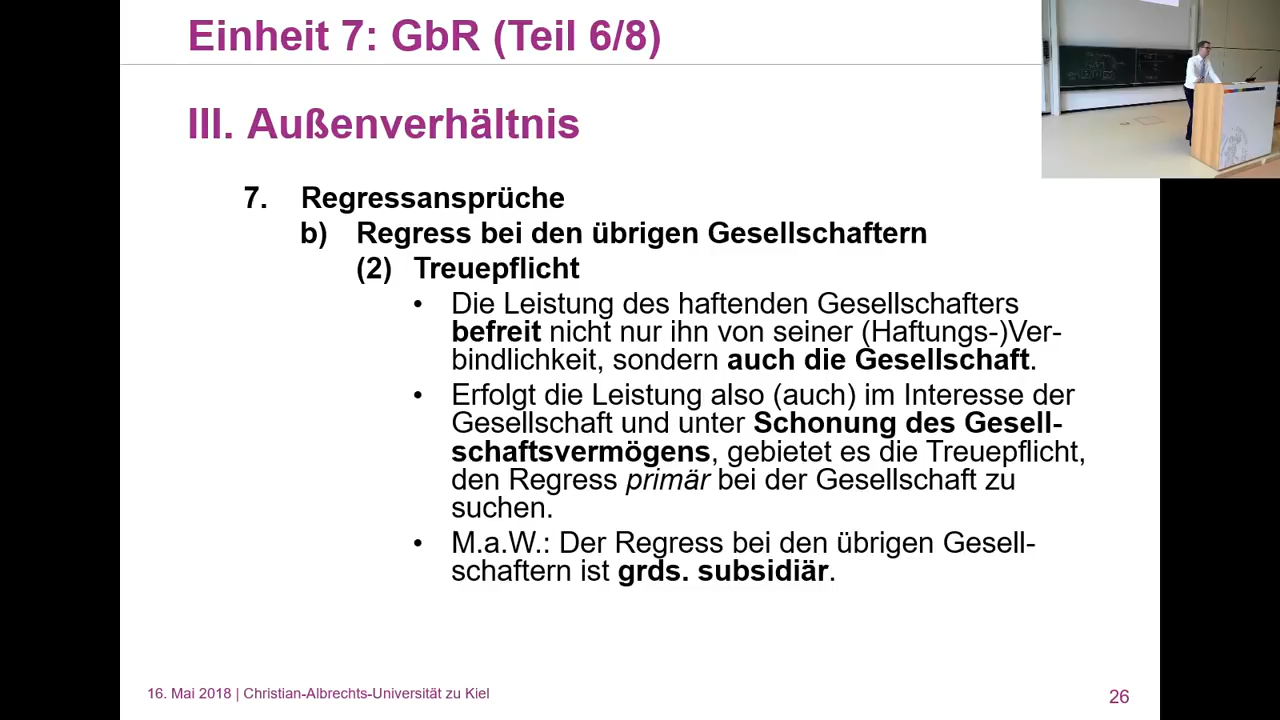 Einheit 7: GbR (Teil 6/8)
III. Außenverhältnis
7. Regressansprüche
b) Regress bei den übrigen Gesellschaftern
(2) Treuepflicht
• Die Leistung des haftenden Gesellschafters
befreit nicht nur ihn von seiner (Haftungs-)Ver-
bindlichkeit, sondern auch die Gesellschaft.
• Erfolgt die Leistung also (auch) im Interesse der
Gesellschaft und unter Schonung des Gesell-
schaftsvermögens, gebietet es die Treuepflicht,
den Regress primär bei der Gesellschaft zu
suchen.
• M.a.W.: Der Regress bei den übrigen Gesell-
schaftern ist grds. subsidiär.
16. Mai 2018 | Christian-Albrechts-Universität zu Kiel
26